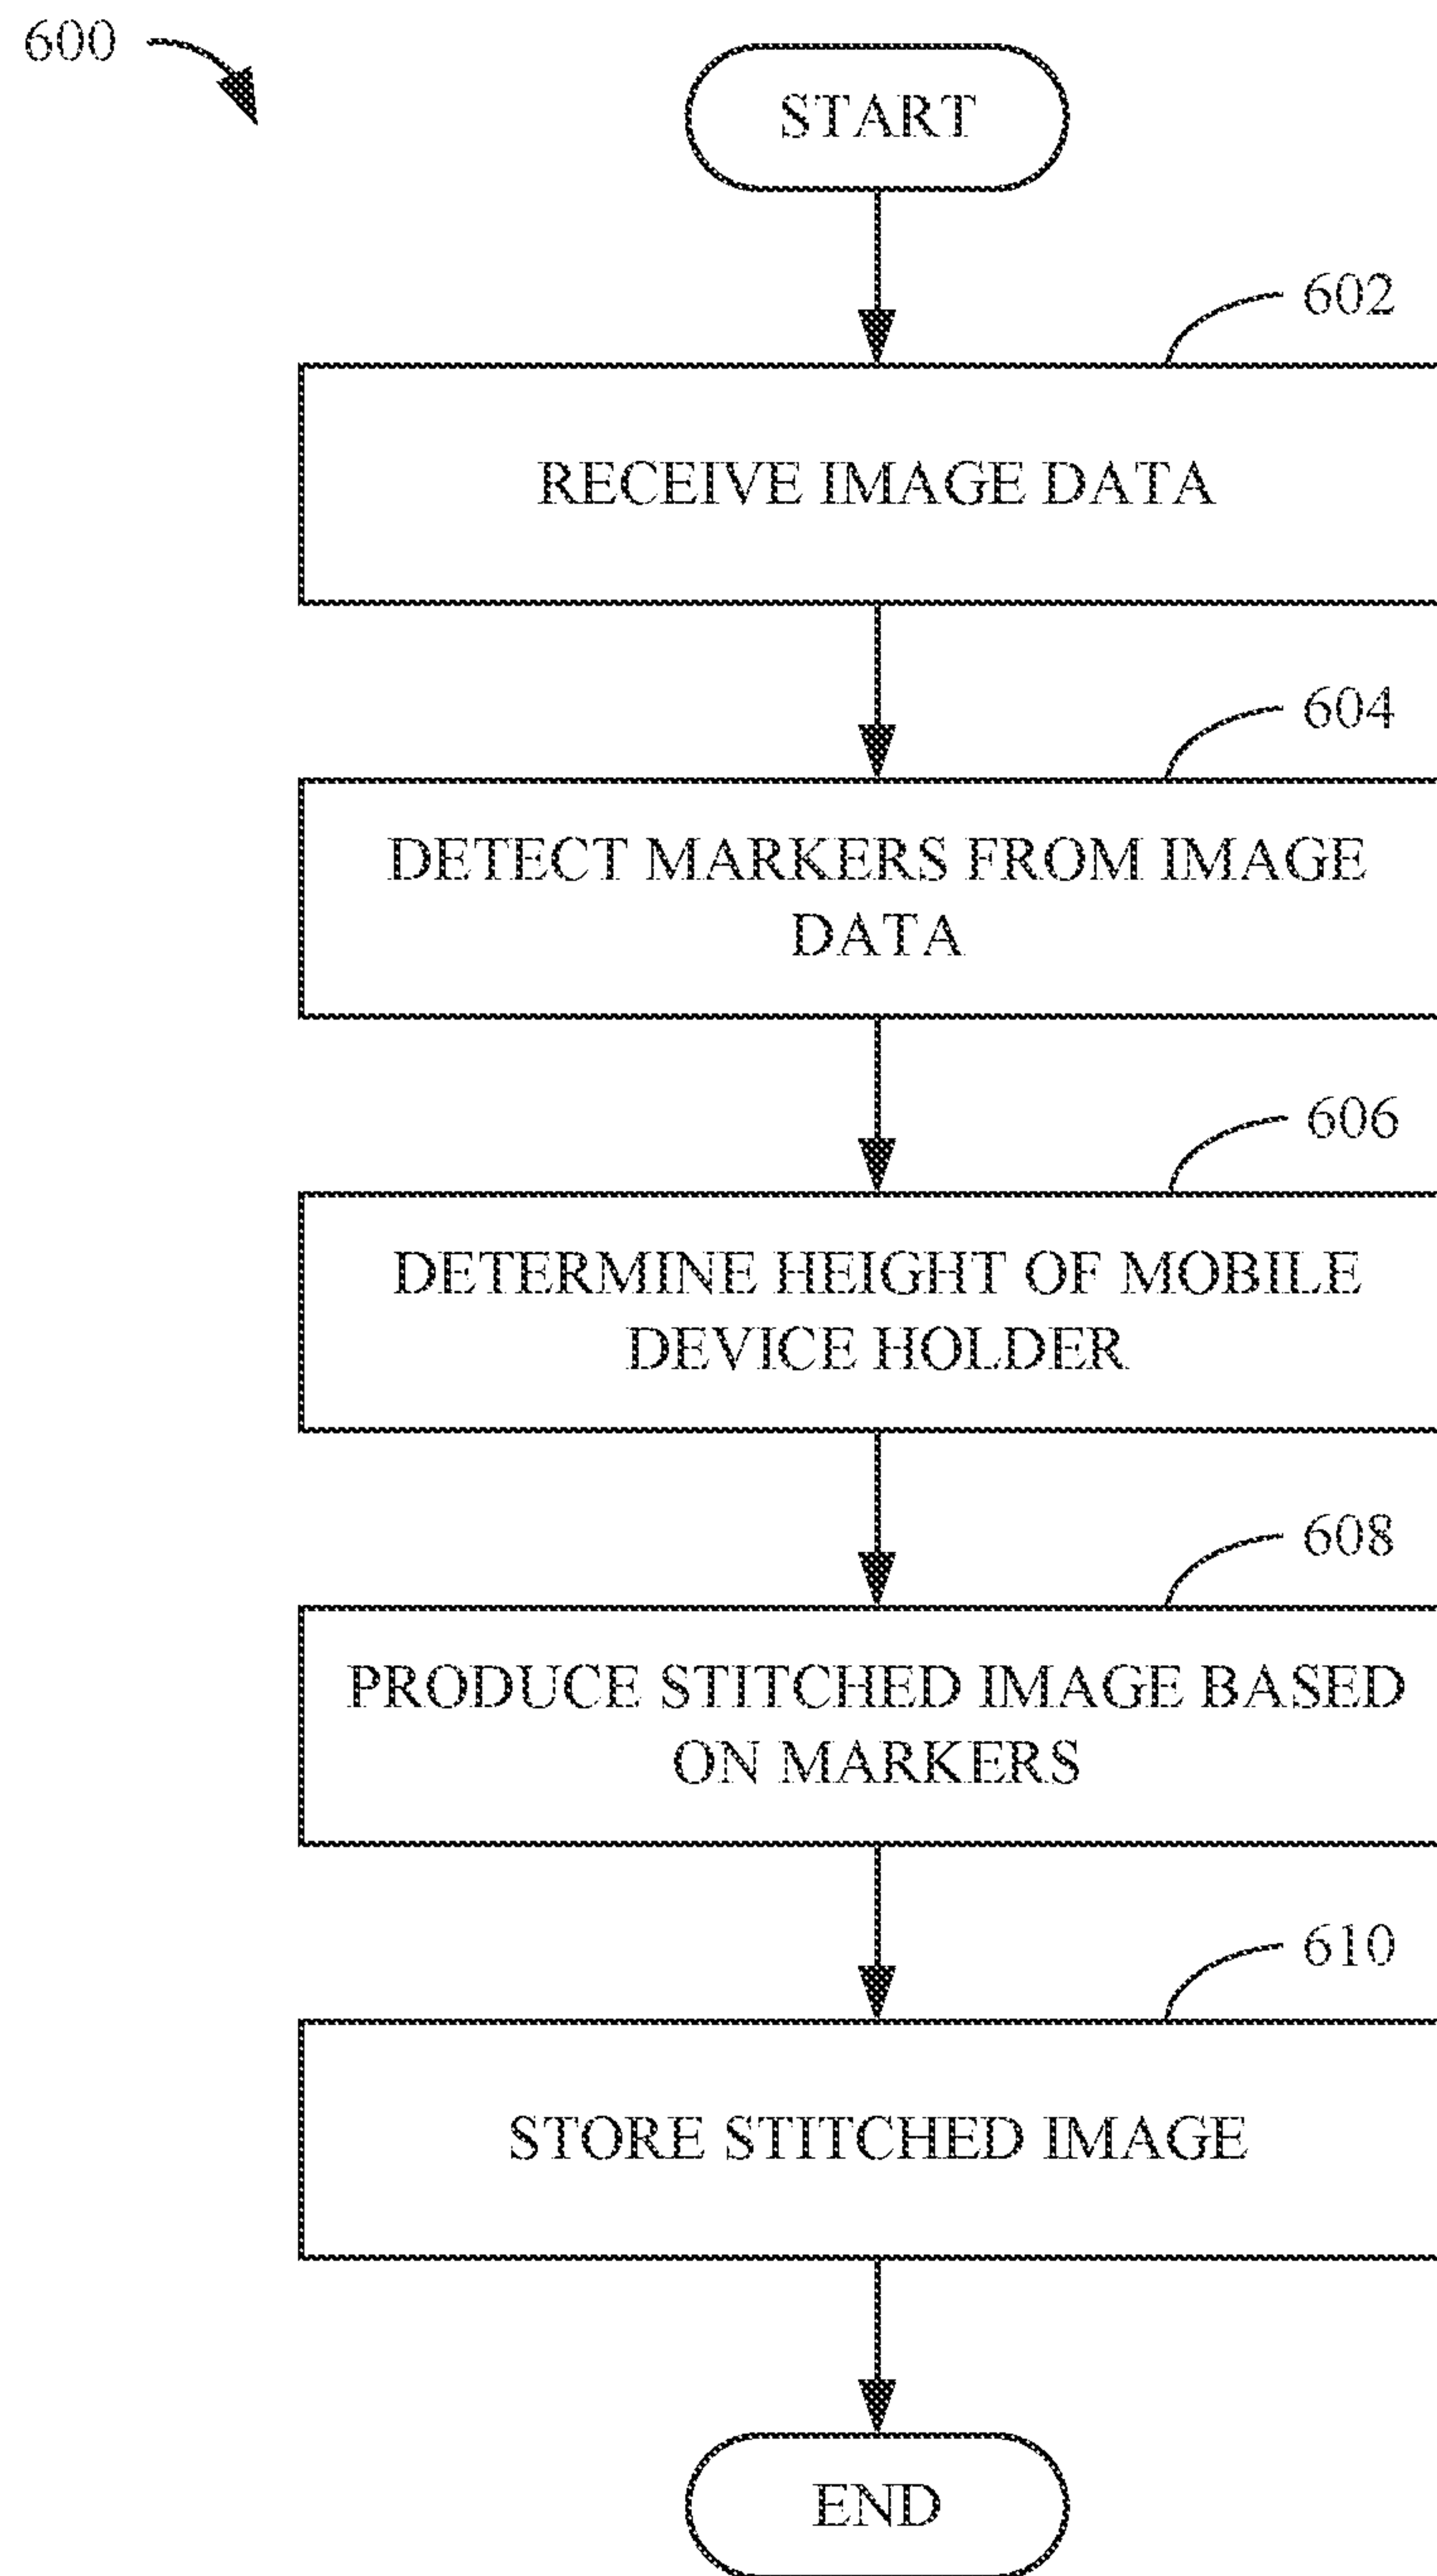 600
START
602
RECEIVE IMAGE DATA
604
DETECT MARKERS FROM IMAGE
DATA
606
DETERMINE HEIGHT OF MOBILE
DEVICE HOLDER
608
PRODUCE STITCHED IMAGE BASED
ON MARKERS
610
STORE STITCHED IMAGE
END